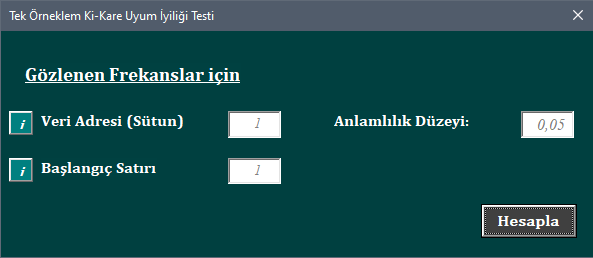 Tek Örneklem Ki-Kare Uyum İyiliği Testi
Gözlenen Frekanslar için
i Veri Adresi (Sütun) 1 Anlamlılık Düzeyi: 0,05
i Başlangıç Satırı 1
Hesapla